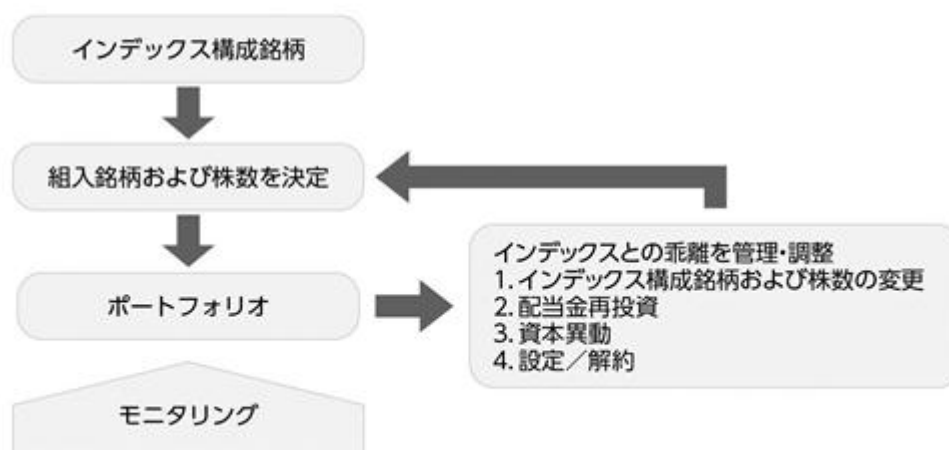 インデックス構成銘柄
組入銘柄および株数を決定
ポートフォリオ
インデックスとの乖離を管理・調整
1. インデックス構成銘柄および株数の変更
2. 配当金再投資
3. 資本異動
4. 設定／解約
モニタリング